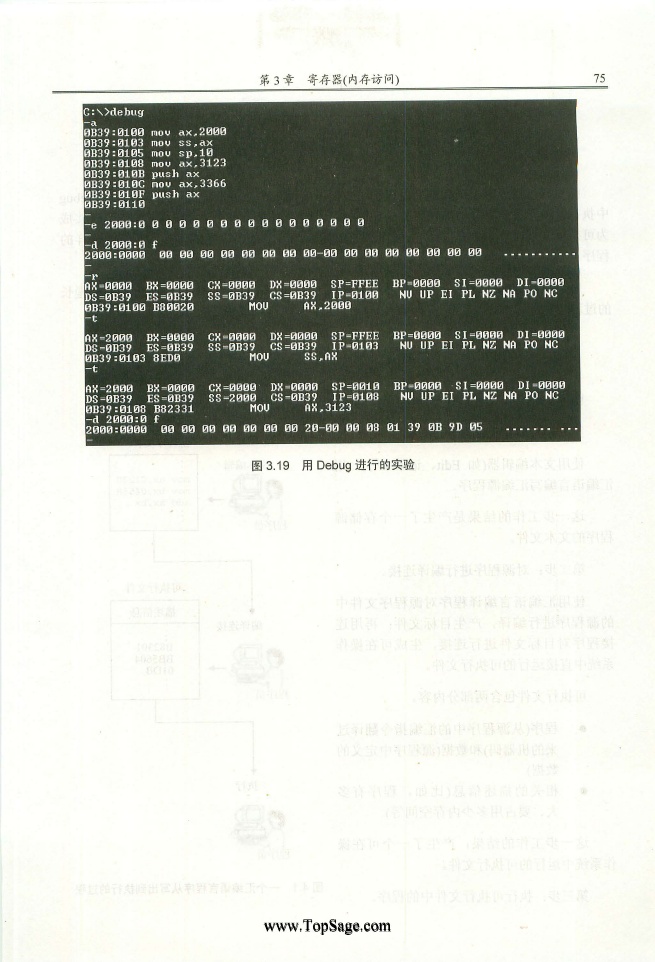 第 3 章 寄存器(内存访问) 75
C:\>debug
-a
0B39:0100 mov ax,2000
0B39:0103 mov ss,ax
0B39:0105 mov sp,10
0B39:0108 mov ax,3123
0B39:010B push ax
0B39:010C mov ax,3366
0B39:010F push ax
0B39:0110
-
-e 2000:0 0 0 0 0 0 0 0 0 0 0 0 0 0 0 0 0
-
-d 2000:0 f
2000:0000 00 00 00 00 00 00 00 00-00 00 00 00 00 00 00 00 ...........
-
-r
AX=0000 BX=0000 CX=0000 DX=0000 SP=FFEE BP=0000 SI=0000 DI=0000
DS=0B39 ES=0B39 SS=0B39 CS=0B39 IP=0100 NV UP EI PL NZ NA PO NC
0B39:0100 B80020 MOV AX,2000
-t
AX=2000 BX=0000 CX=0000 DX=0000 SP=FFEE BP=0000 SI=0000 DI=0000
DS=0B39 ES=0B39 SS=0B39 CS=0B39 IP=0103 NV UP EI PL NZ NA PO NC
0B39:0103 8ED0 MOV SS,AX
-t
AX=2000 BX=0000 CX=0000 DX=0000 SP=0010 BP=0000 SI=0000 DI=0000
DS=0B39 ES=0B39 SS=2000 CS=0B39 IP=0108 NV UP EI PL NZ NA PO NC
0B39:0108 B82331 MOV AX,3123
-d 2000:0 f
2000:0000 00 00 00 00 00 00 00 20-00 00 08 01 39 0B 9D 05 ....... ...
-
图 3.19 用 Debug 进行的实验
www.TopSage.com